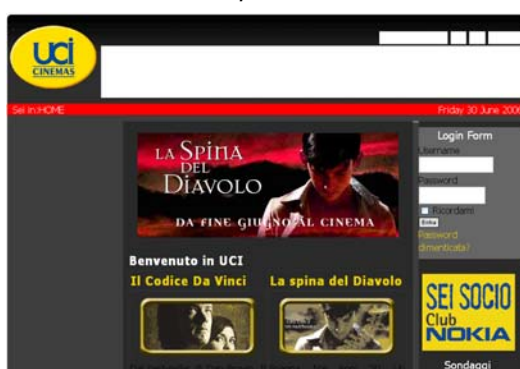 UCI
CINEMAS
Sei in:HOME
Friday 30 June 2006
LA SPINA
DEL
DIAVOLO
DA FINE GIUGNO AL CINEMA
Login Form
Username
Password
Ricordami
Entra
Password
dimenticata?
Benvenuto in UCI
Il Codice Da Vinci
La spina del Diavolo
SEI SOCIO
Club
NOKIA
Sondaggi